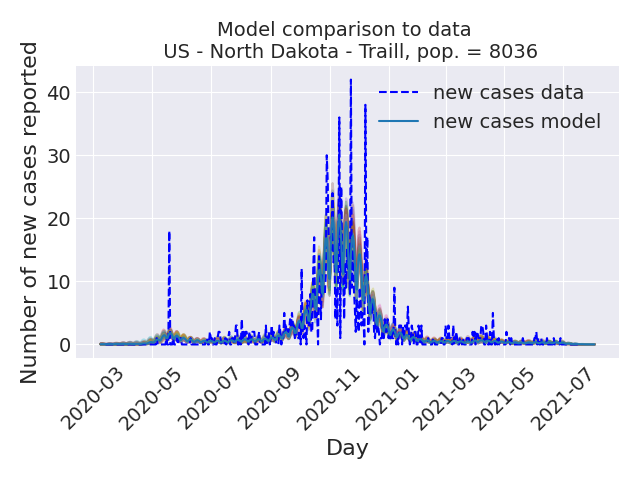 Model comparison to data
US - North Dakota - Traill, pop. = 8036
Number of new cases reported
40
30
20
10
0
new cases data
new cases model
2020-03
2020-05
2020-07
2020-09
2020-11
2021-01
2021-03
2021-05
2021-07
Day